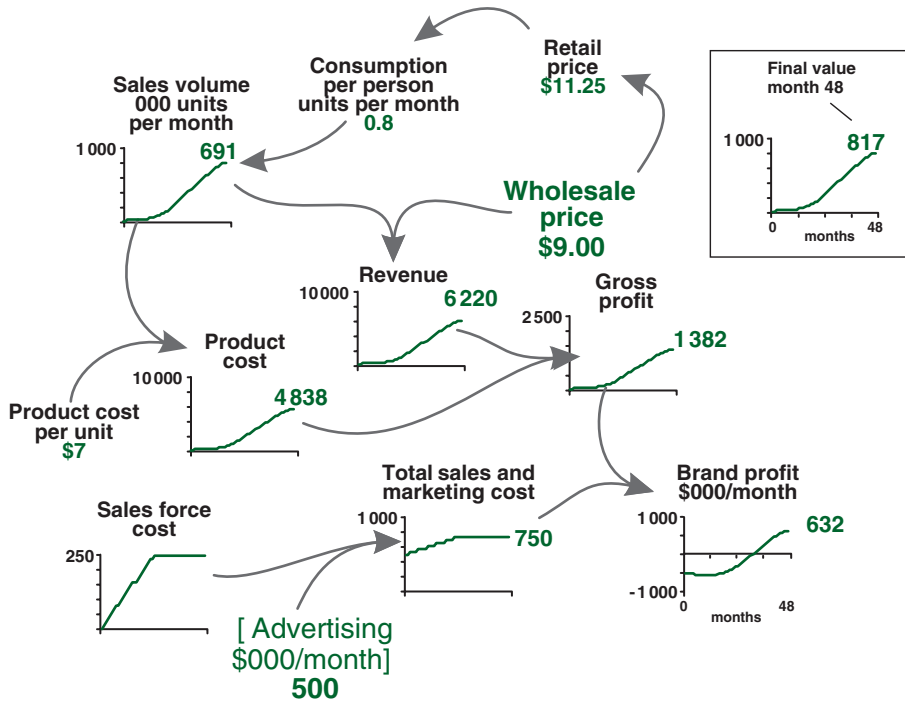 Retail
price
$11.25
Consumption
per person
units per month
0.8
Sales volume
000 units
per month
1 000
691
Final value
month 48
1 000
817
0
48
months
Wholesale
price
$9.00
Revenue
10 000
6 220
Gross
profit
2 500
1 382
Product
cost
10 000
4 838
Product cost
per unit
$7
Total sales and
marketing cost
1 000
750
Brand profit
$000/month
1 000
632
-1 000
0
48
months
Sales force
cost
250
[ Advertising
$000/month]
500